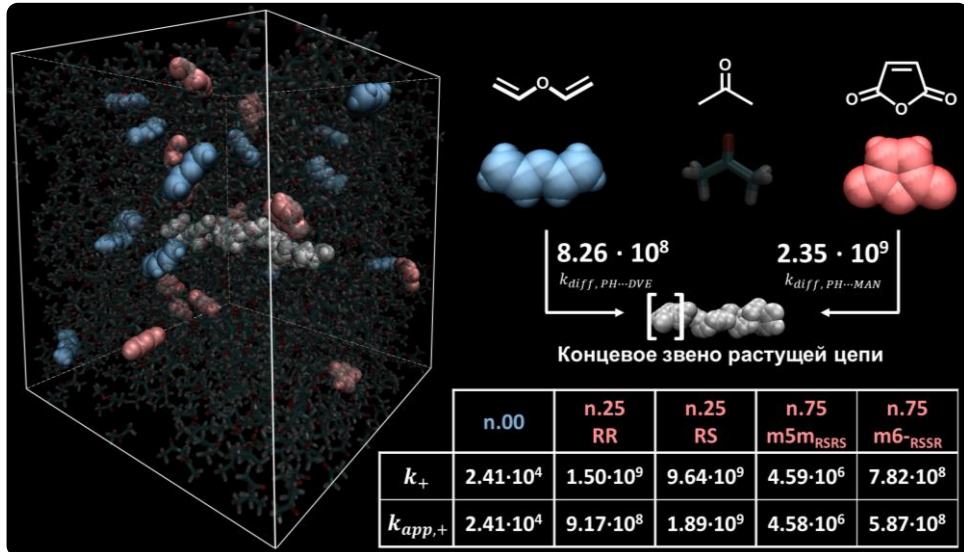 O
O
O
O
O
8.26 · 10⁸
k_diff,PH···DVE
2.35 · 10⁹
k_diff,PH···MAN
[ ]
Концевое звено растущей цепи
n.00 n.25 RR n.25 RS n.75 m5m_RSRS n.75 m6-_RSSR
k₊ 2.41·10⁴ 1.50·10⁹ 9.64·10⁹ 4.59·10⁶ 7.82·10⁸
k_app,+ 2.41·10⁴ 9.17·10⁸ 1.89·10⁹ 4.58·10⁶ 5.87·10⁸